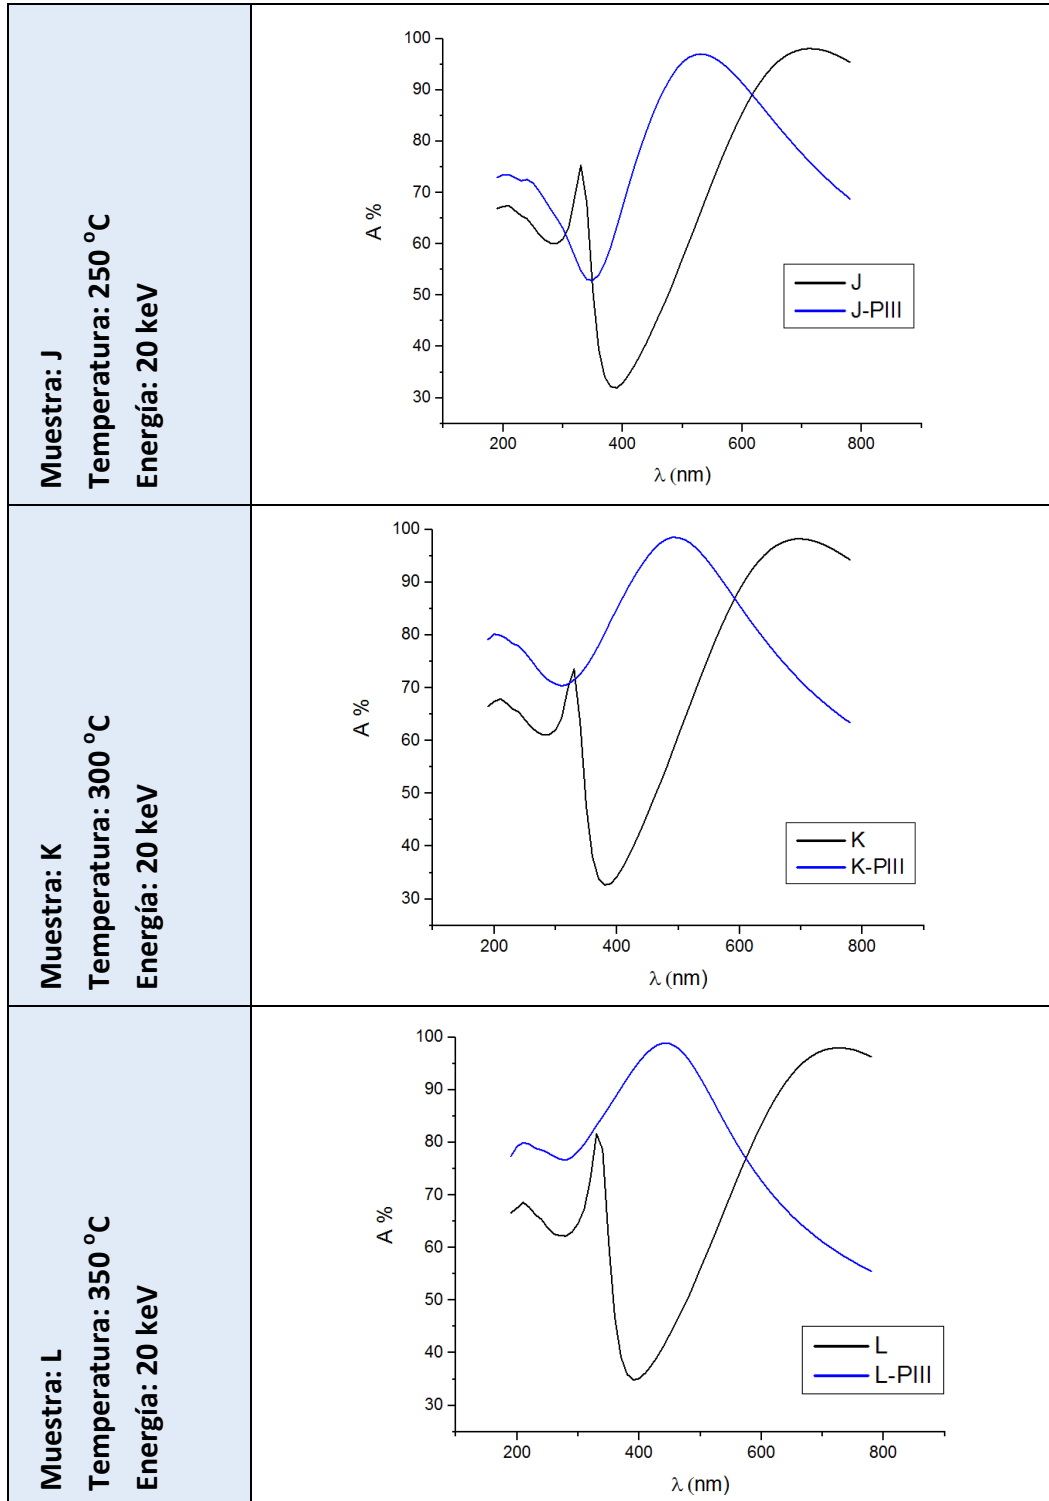 Muestra: J
Temperatura: 250 °C
Energía: 20 keV
100
90
80
70
60
50
40
30
A %
200
400
600
800
λ (nm)
J
J-PIII
Muestra: K
Temperatura: 300 °C
Energía: 20 keV
100
90
80
70
60
50
40
30
A %
200
400
600
800
λ (nm)
K
K-PIII
Muestra: L
Temperatura: 350 °C
Energía: 20 keV
100
90
80
70
60
50
40
30
A %
200
400
600
800
λ (nm)
L
L-PIII